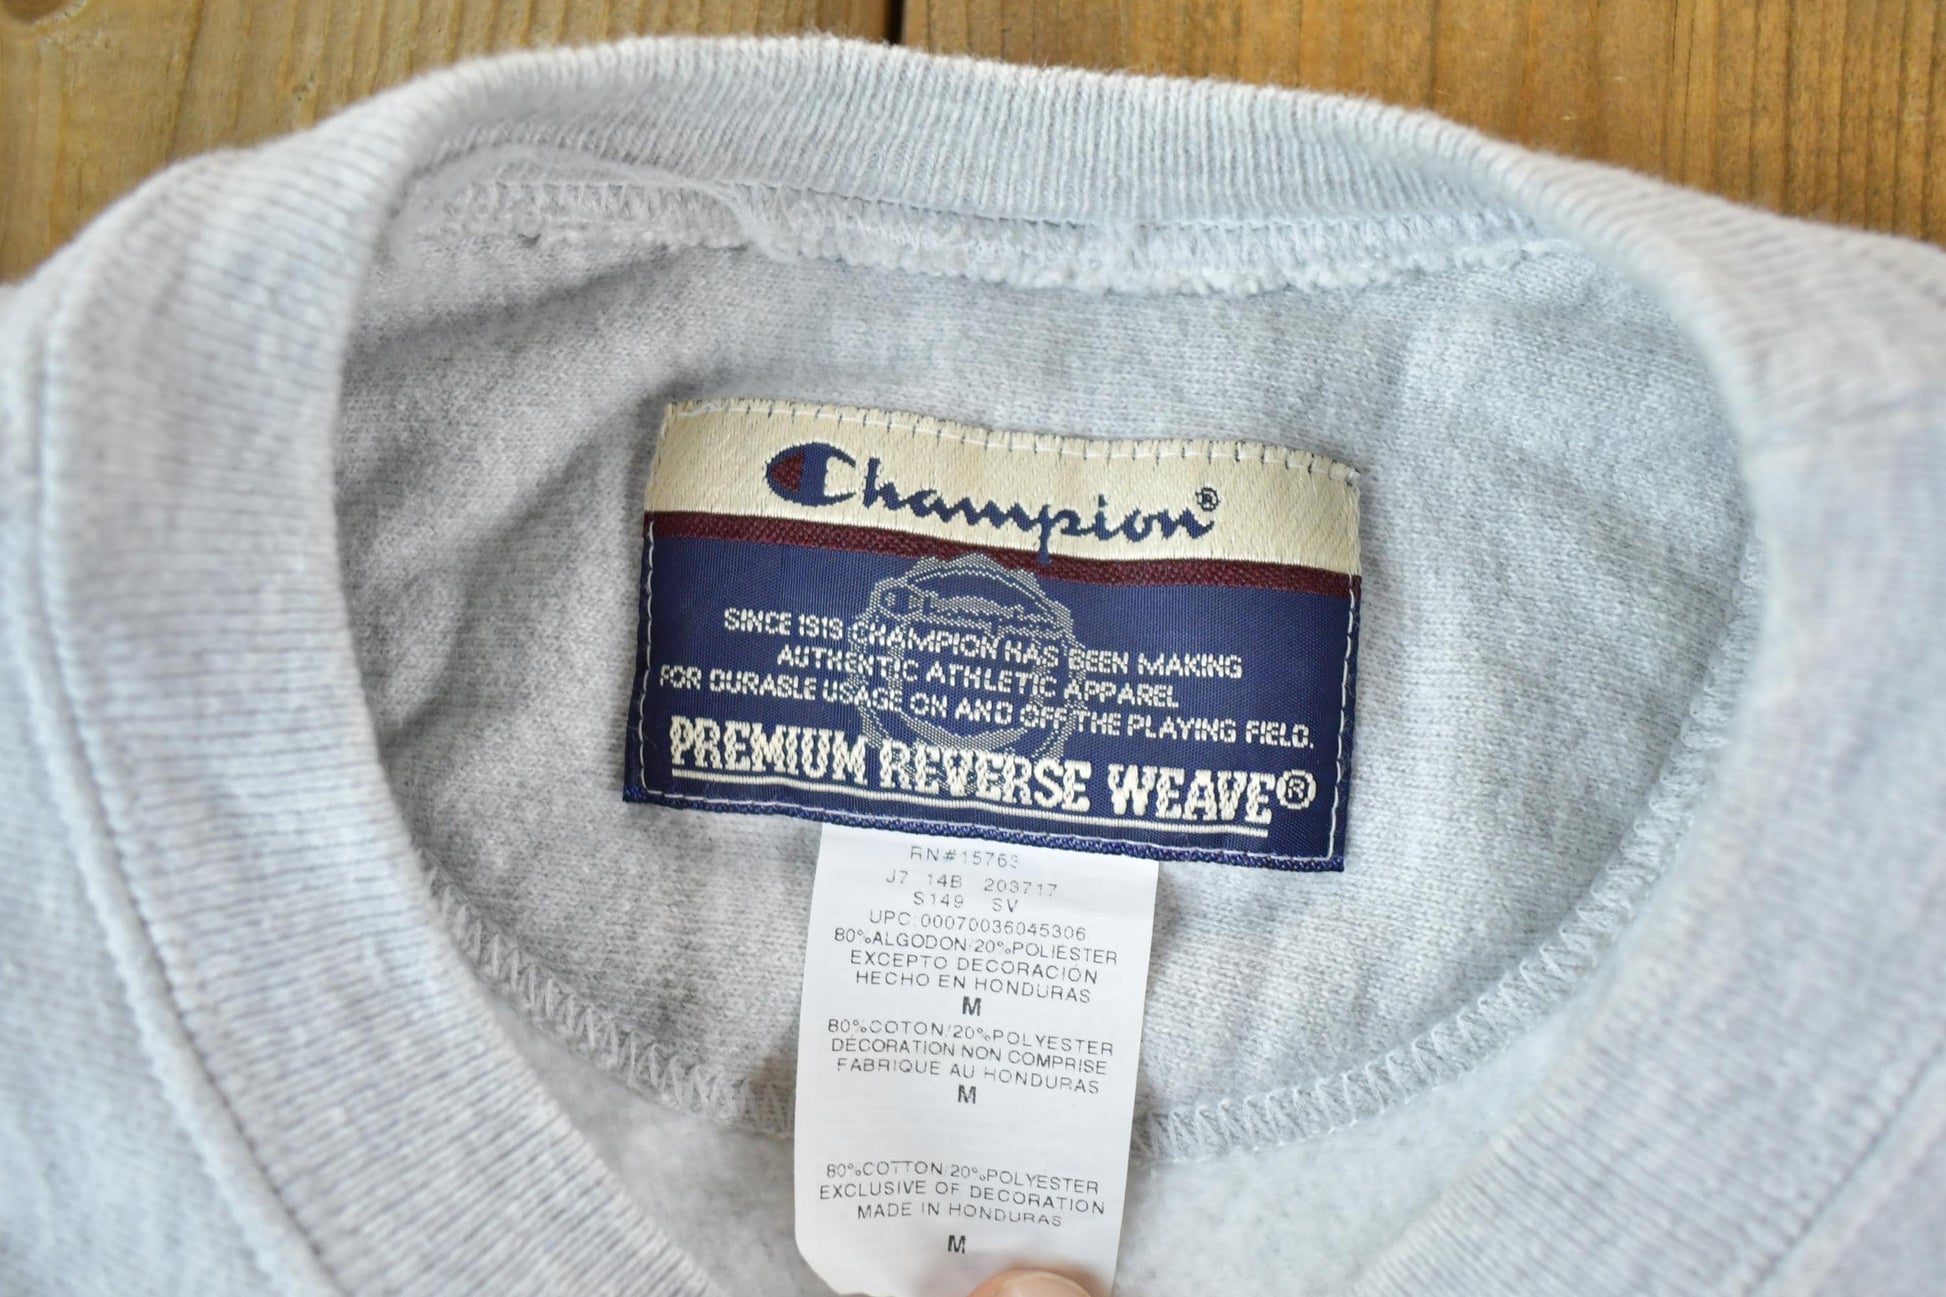 Champion®
SINCE 1919 CHAMPION HAS BEEN MAKING
AUTHENTIC ATHLETIC APPAREL
FOR DURABLE USAGE ON AND OFF THE PLAYING FIELD.
PREMIUM REVERSE WEAVE®
RN#15763
J7 14B 203717
S149 SV
UPC:00070036045306
80%ALGODON/20%POLIÉSTER
EXCEPTO DECORACIÓN
HECHO EN HONDURAS
M
80%COTON/20%POLYESTER
DÉCORATION NON COMPRISE
FABRIQUE AU HONDURAS
M
80%COTTON/20%POLYESTER
EXCLUSIVE OF DECORATION
MADE IN HONDURAS
M